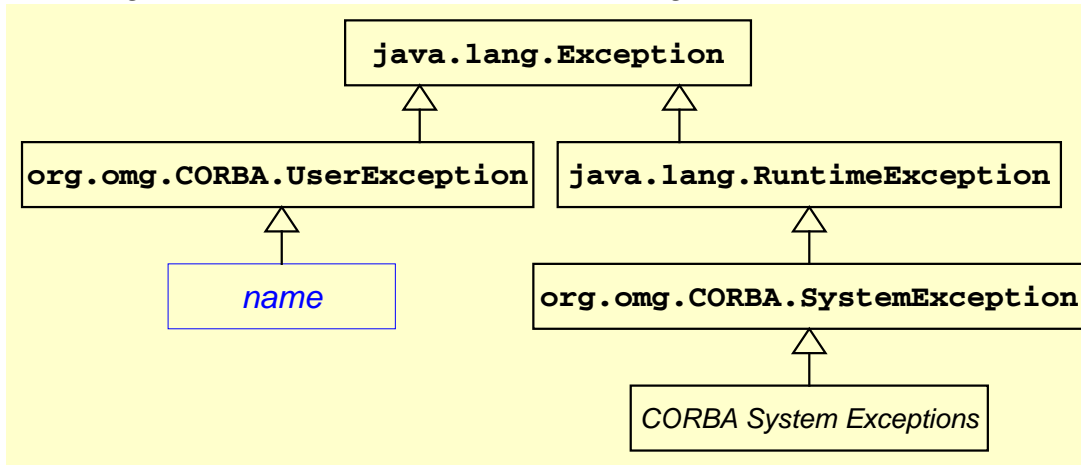 java.lang.Exception
org.omg.CORBA.UserException
java.lang.RuntimeException
name
org.omg.CORBA.SystemException
CORBA System Exceptions